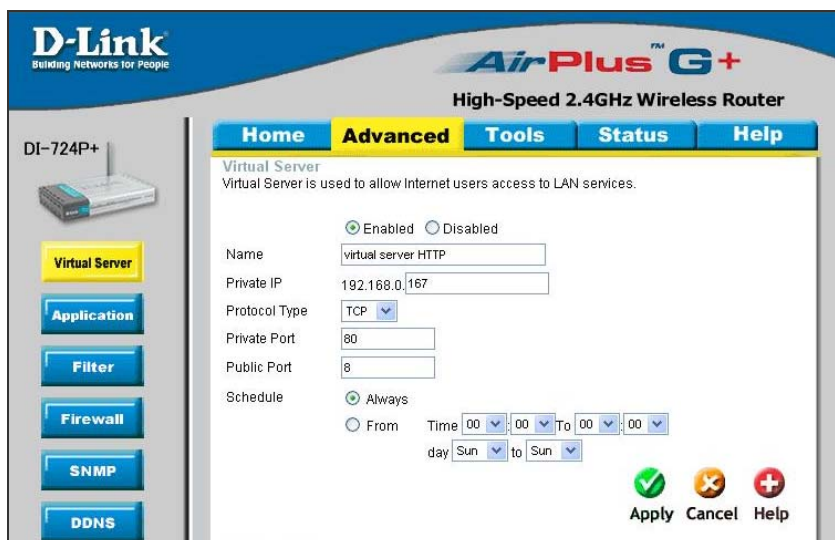 D-Link
Building Networks for People
AirPlus™ G+
High-Speed 2.4GHz Wireless Router
DI-724P+
Home Advanced Tools Status Help
Virtual Server
Virtual Server is used to allow Internet users access to LAN services.
Enabled Disabled
Name virtual server HTTP
Private IP 192.168.0. 167
Protocol Type TCP
Private Port 80
Public Port 8
Schedule Always
From Time 00 : 00 To 00 : 00
day Sun to Sun
Apply Cancel Help
Virtual Server
Application
Filter
Firewall
SNMP
DDNS